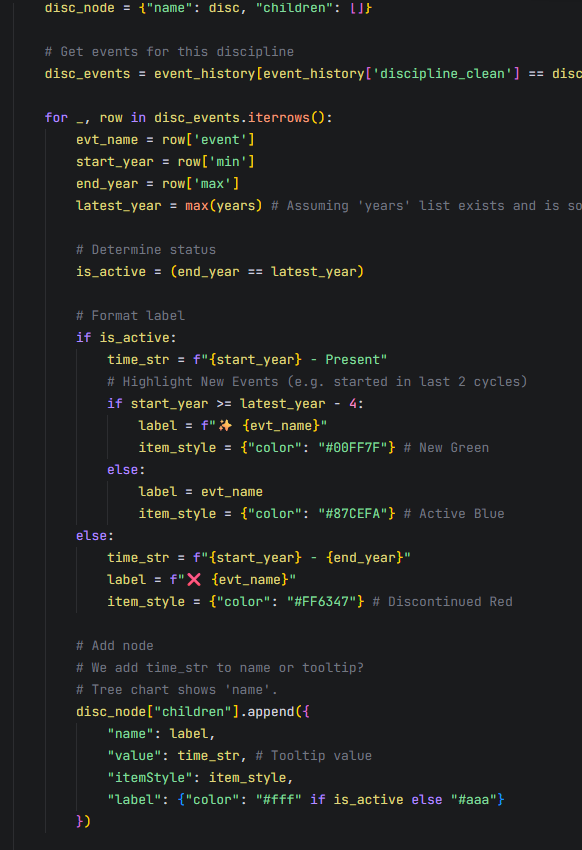 disc_node = {"name": disc, "children": []}
# Get events for this discipline
disc_events = event_history[event_history['discipline_clean'] == disc
for _, row in disc_events.iterrows():
evt_name = row['event']
start_year = row['min']
end_year = row['max']
latest_year = max(years) # Assuming 'years' list exists and is so
# Determine status
is_active = (end_year == latest_year)
# Format label
if is_active:
time_str = f"{start_year} - Present"
# Highlight New Events (e.g. started in last 2 cycles)
if start_year >= latest_year - 4:
label = f"✨ {evt_name}"
item_style = {"color": "#00FF7F"} # New Green
else:
label = evt_name
item_style = {"color": "#87CEFA"} # Active Blue
else:
time_str = f"{start_year} - {end_year}"
label = f"❌ {evt_name}"
item_style = {"color": "#FF6347"} # Discontinued Red
# Add node
# We add time_str to name or tooltip?
# Tree chart shows 'name'.
disc_node["children"].append({
"name": label,
"value": time_str, # Tooltip value
"itemStyle": item_style,
"label": {"color": "#fff" if is_active else "#aaa"}
})